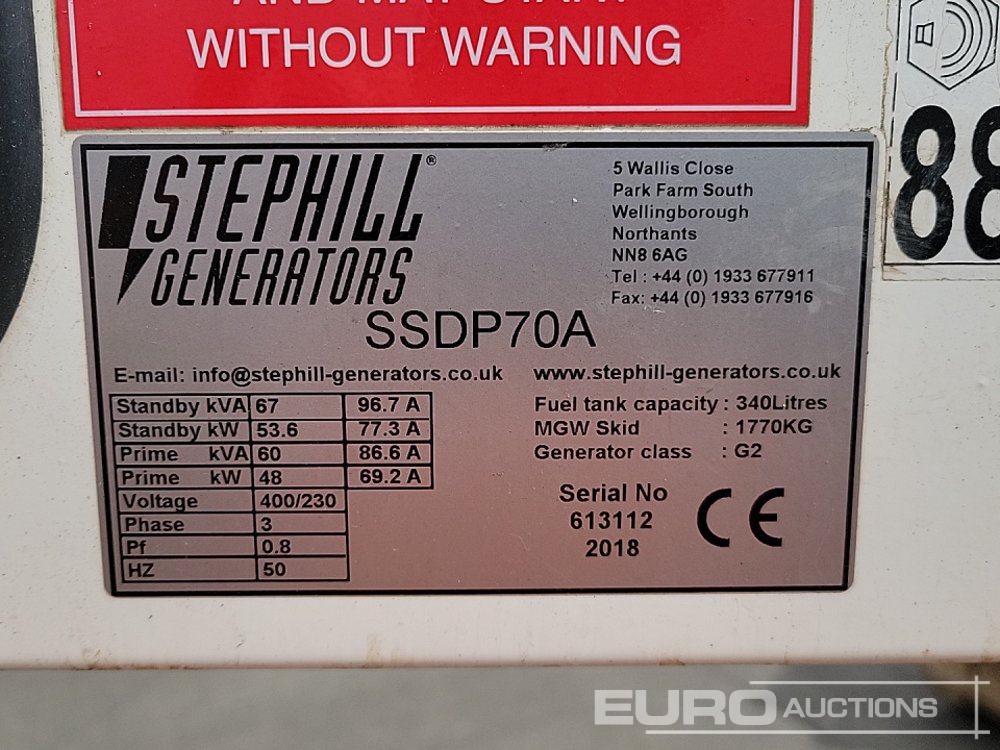 AND MAY START
WITHOUT WARNING
88
STEPHILL®
GENERATORS
5 Wallis Close
Park Farm South
Wellingborough
Northants
NN8 6AG
Tel : +44 (0) 1933 677911
Fax: +44 (0) 1933 677916
SSDP70A
E-mail: info@stephill-generators.co.uk www.stephill-generators.co.uk
Standby kVA 67 96.7 A
Standby kW 53.6 77.3 A
Prime kVA 60 86.6 A
Prime kW 48 69.2 A
Voltage 400/230
Phase 3
Pf 0.8
HZ 50
Fuel tank capacity : 340Litres
MGW Skid : 1770KG
Generator class : G2
Serial No
613112
2018
CE
EURO AUCTIONS